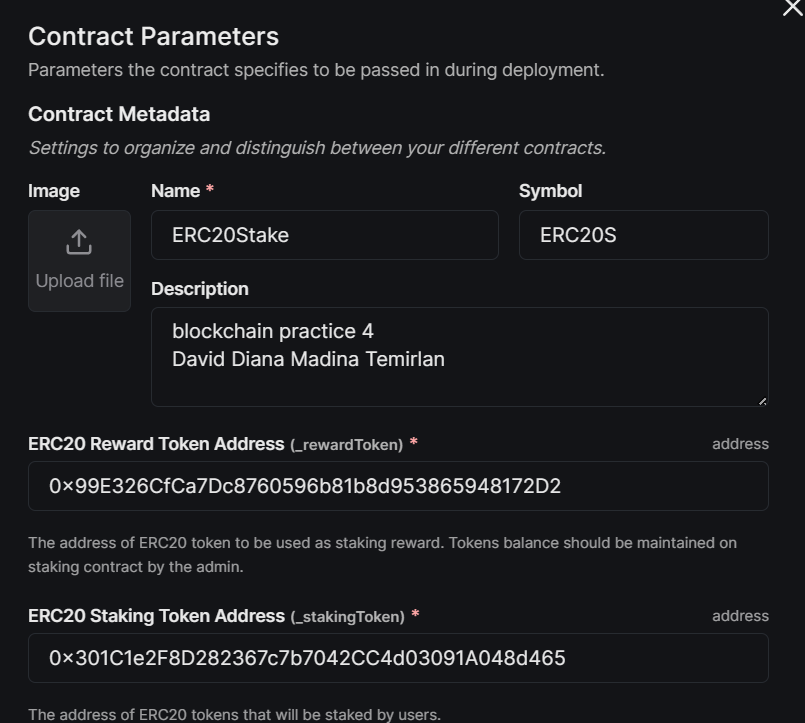 Contract Parameters
Parameters the contract specifies to be passed in during deployment.
Contract Metadata
Settings to organize and distinguish between your different contracts.
Image
Name *
Symbol
Upload file
ERC20Stake
ERC20S
Description
blockchain practice 4
David Diana Madina Temirlan
ERC20 Reward Token Address (_rewardToken) *
address
0x99E326CfCa7Dc8760596b81b8d953865948172D2
The address of ERC20 token to be used as staking reward. Tokens balance should be maintained on
staking contract by the admin.
ERC20 Staking Token Address (_stakingToken) *
address
0x301C1e2F8D282367c7b7042CC4d03091A048d465
The address of ERC20 tokens that will be staked by users.